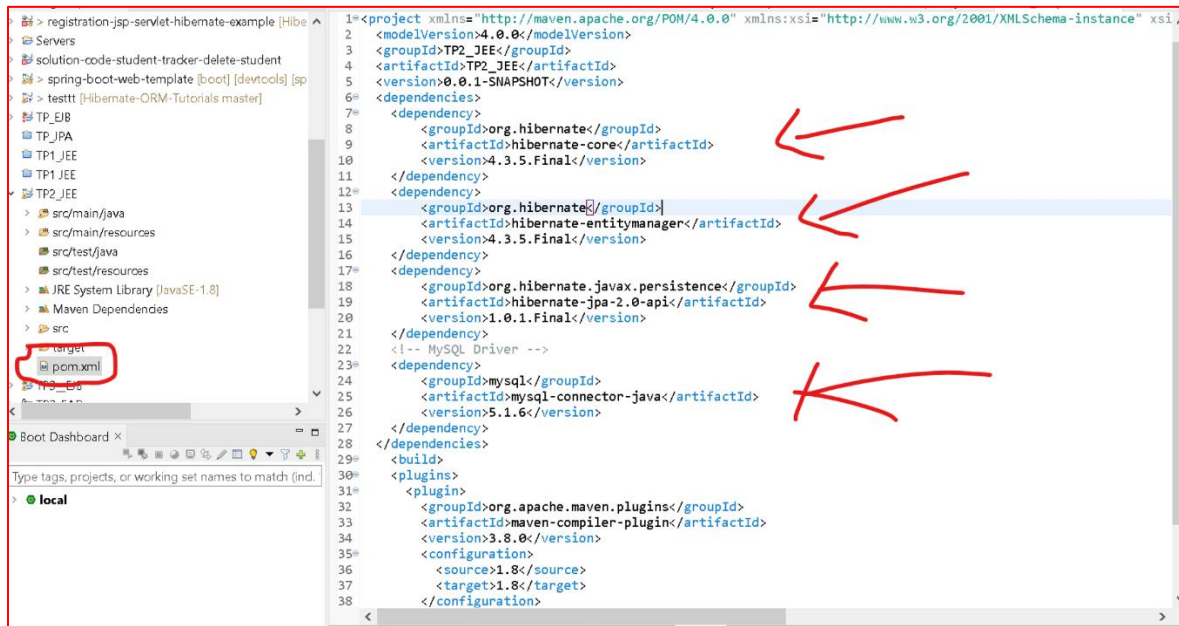 > registration-jsp-servlet-hibernate-example [Hibe
Servers
solution-code-student-tracker-delete-student
> spring-boot-web-template [boot] [devtools] [sp
> testtt [Hibernate-ORM-Tutorials master]
TP_EJB
TP_JPA
TP1_JEE
TP1 JEE
TP2_JEE
src/main/java
src/main/resources
src/test/java
src/test/resources
JRE System Library [JavaSE-1.8]
Maven Dependencies
src
target
pom.xml
Boot Dashboard
Type tags, projects, or working set names to match (ind.
local
1 <project xmlns="http://maven.apache.org/POM/4.0.0" xmlns:xsi="http://www.w3.org/2001/XMLSchema-instance" xsi
2 <modelVersion>4.0.0</modelVersion>
3 <groupId>TP2_JEE</groupId>
4 <artifactId>TP2_JEE</artifactId>
5 <version>0.0.1-SNAPSHOT</version>
6 <dependencies>
7 <dependency>
8 <groupId>org.hibernate</groupId>
9 <artifactId>hibernate-core</artifactId>
10 <version>4.3.5.Final</version>
11 </dependency>
12 <dependency>
13 <groupId>org.hibernate</groupId>
14 <artifactId>hibernate-entitymanager</artifactId>
15 <version>4.3.5.Final</version>
16 </dependency>
17 <dependency>
18 <groupId>org.hibernate.javax.persistence</groupId>
19 <artifactId>hibernate-jpa-2.0-api</artifactId>
20 <version>1.0.1.Final</version>
21 </dependency>
22 <!-- MySQL Driver -->
23 <dependency>
24 <groupId>mysql</groupId>
25 <artifactId>mysql-connector-java</artifactId>
26 <version>5.1.6</version>
27 </dependency>
28 </dependencies>
29 <build>
30 <plugins>
31 <plugin>
32 <groupId>org.apache.maven.plugins</groupId>
33 <artifactId>maven-compiler-plugin</artifactId>
34 <version>3.8.0</version>
35 <configuration>
36 <source>1.8</source>
37 <target>1.8</target>
38 </configuration>